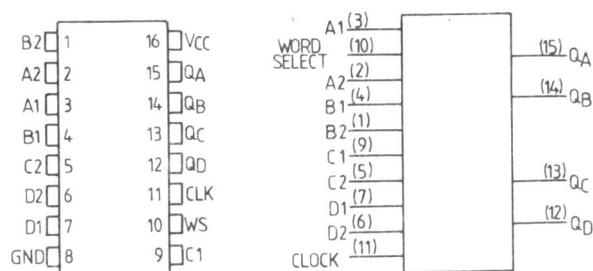 B2 1 16 VCC
A2 2 15 QA
A1 3 14 QB
B1 4 13 QC
C2 5 12 QD
D2 6 11 CLK
D1 7 10 WS
GND 8 9 C1
A1 (3)
WORD SELECT (10)
A2 (2)
B1 (4)
B2 (1)
C1 (9)
C2 (5)
D1 (7)
D2 (6)
CLOCK (11)
(15) QA
(14) QB
(13) QC
(12) QD